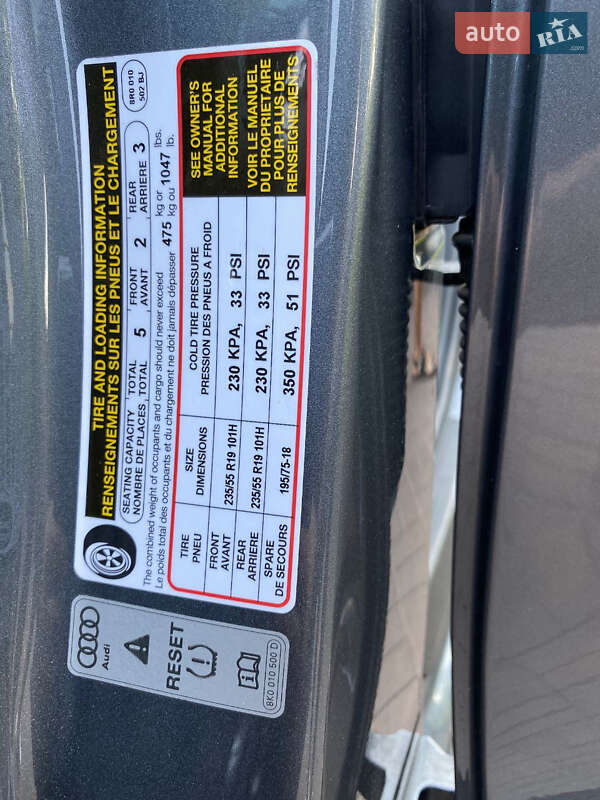 auto RIA .com
TIRE AND LOADING INFORMATION
RENSEIGNEMENTS SUR LES PNEUS ET LE CHARGEMENT
8R0 010
502 BJ
SEATING CAPACITY TOTAL 5 FRONT 2 REAR 3
NOMBRE DE PLACES TOTAL AVANT ARRIERE
The combined weight of occupants and cargo should never exceed 475 kg or 1047 lbs.
Le poids total des occupants et du chargement ne doit jamais dépasser kg ou lb.
TIRE SIZE COLD TIRE PRESSURE
PNEU DIMENSIONS PRESSION DES PNEUS A FROID
FRONT 235/55 R19 101H 230 KPA, 33 PSI
AVANT
REAR 235/55 R19 101H 230 KPA, 33 PSI
ARRIERE
SPARE 195/75-18 350 KPA, 51 PSI
DE SECOURS
SEE OWNER'S
MANUAL FOR
ADDITIONAL
INFORMATION
VOIR LE MANUEL
DU PROPRIETAIRE
POUR PLUS DE
RENSEIGNEMENTS
Audi
RESET
8K0 010 500 D